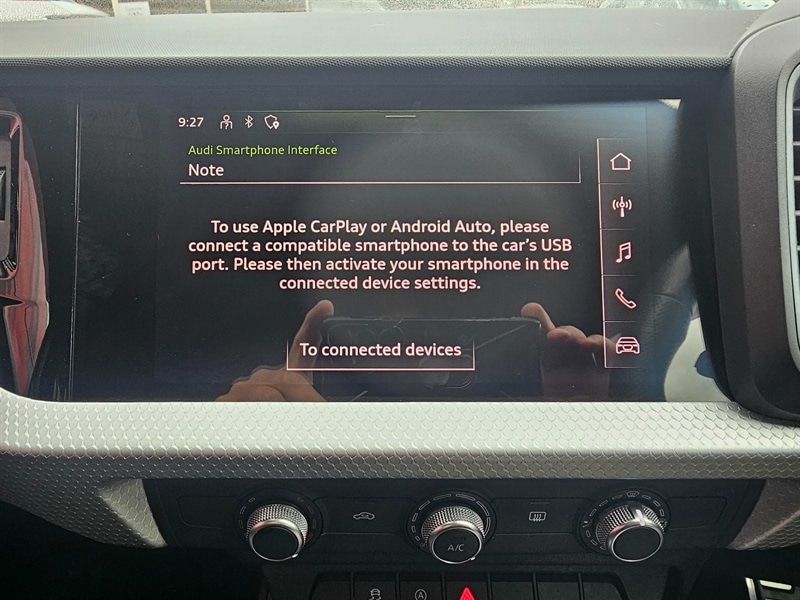 9:27
Audi Smartphone Interface
Note
To use Apple CarPlay or Android Auto, please
connect a compatible smartphone to the car's USB
port. Please then activate your smartphone in the
connected device settings.
To connected devices
A/C